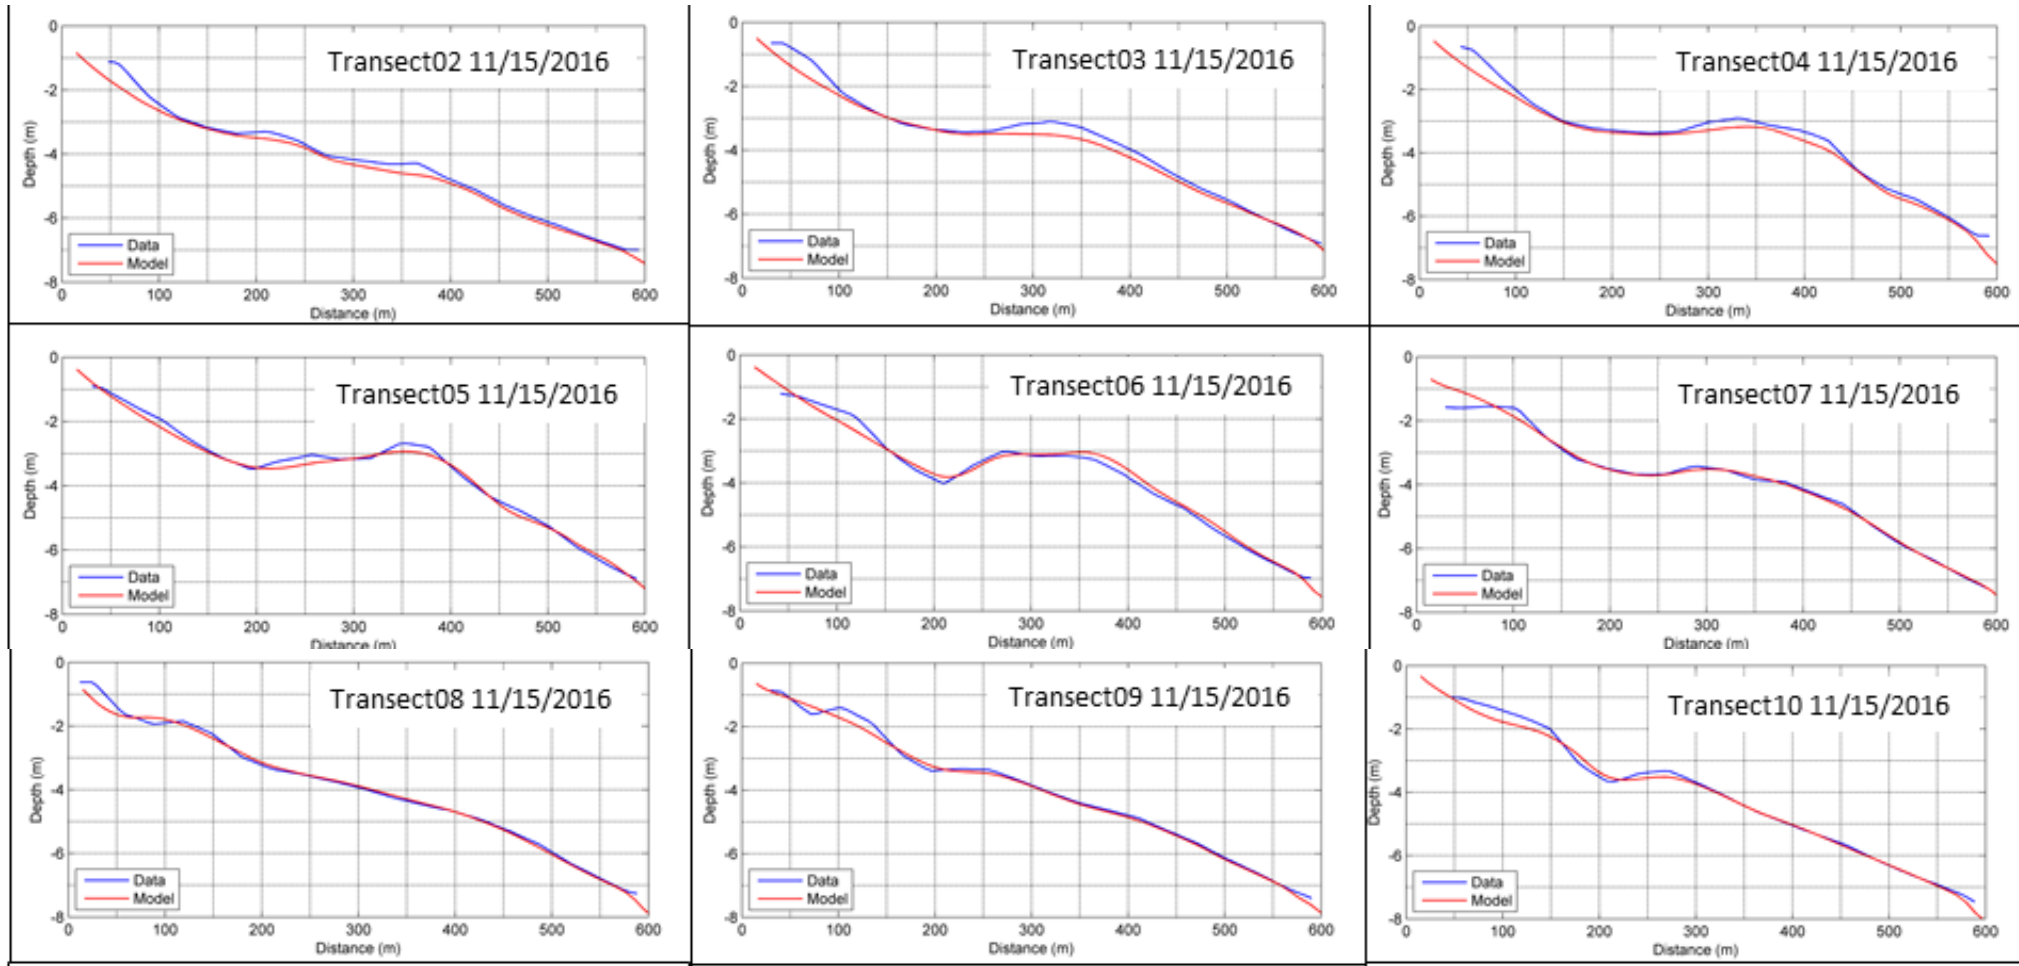 Transect02 11/15/2016
0
-2
-4
-6
-8
Depth (m)
Data
Model
0 100 200 300 400 500 600
Distance (m)
Transect03 11/15/2016
0
-2
-4
-6
-8
Depth (m)
Data
Model
0 100 200 300 400 500 600
Distance (m)
Transect04 11/15/2016
0
-2
-4
-6
-8
Depth (m)
Data
Model
0 100 200 300 400 500 600
Distance (m)
Transect05 11/15/2016
0
-2
-4
-6
-8
Depth (m)
Data
Model
0 100 200 300 400 500 600
Distance (m)
Transect06 11/15/2016
0
-2
-4
-6
-8
Depth (m)
Data
Model
0 100 200 300 400 500 600
Distance (m)
Transect07 11/15/2016
0
-2
-4
-6
-8
Depth (m)
Data
Model
0 100 200 300 400 500 600
Distance (m)
Transect08 11/15/2016
0
-2
-4
-6
-8
Depth (m)
Data
Model
0 100 200 300 400 500 600
Distance (m)
Transect09 11/15/2016
0
-2
-4
-6
-8
Depth (m)
Data
Model
0 100 200 300 400 500 600
Distance (m)
Transect10 11/15/2016
0
-2
-4
-6
-8
Depth (m)
Data
Model
0 100 200 300 400 500 600
Distance (m)